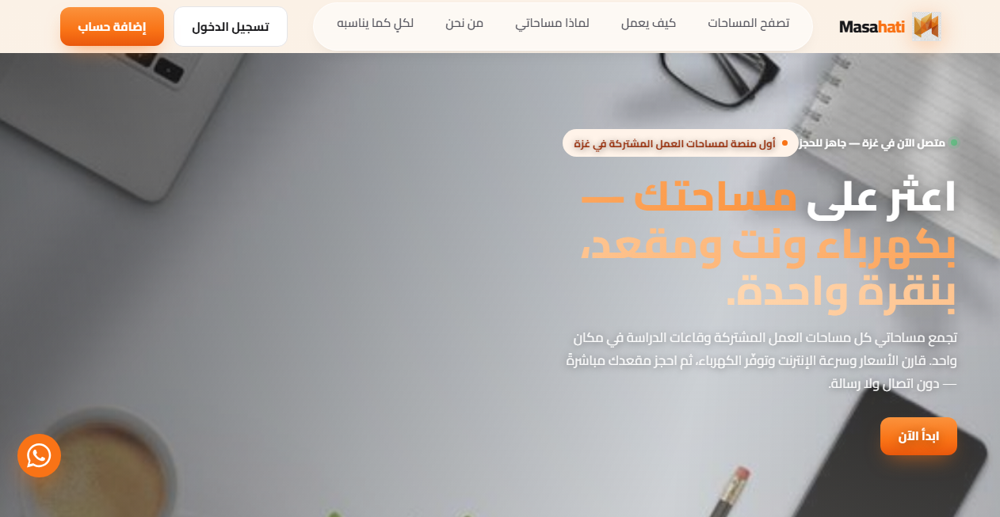 Masahati
تصفح المساحات
كيف يعمل
لماذا مساحاتي
من نحن
لكلٍ كما يناسبه
تسجيل الدخول
إضافة حساب
متصل الآن في غزة — جاهز للحجز
أول منصة لمساحات العمل المشتركة في غزة
اعثر على مساحتك —
بكهرباء ونت ومقعد،
بنقرة واحدة.
تجمع مساحاتي كل مساحات العمل المشتركة وقاعات الدراسة في مكان
واحد. قارن الأسعار وسرعة الإنترنت وتوفّر الكهرباء، ثم احجز مقعدك مباشرةً
— دون اتصال ولا رسالة.
ابدأ الآن